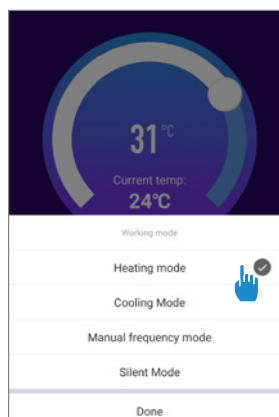 31°C
Current temp:
24°C
Working mode
Heating mode
Cooling Mode
Manual frequency mode
Silent Mode
Done